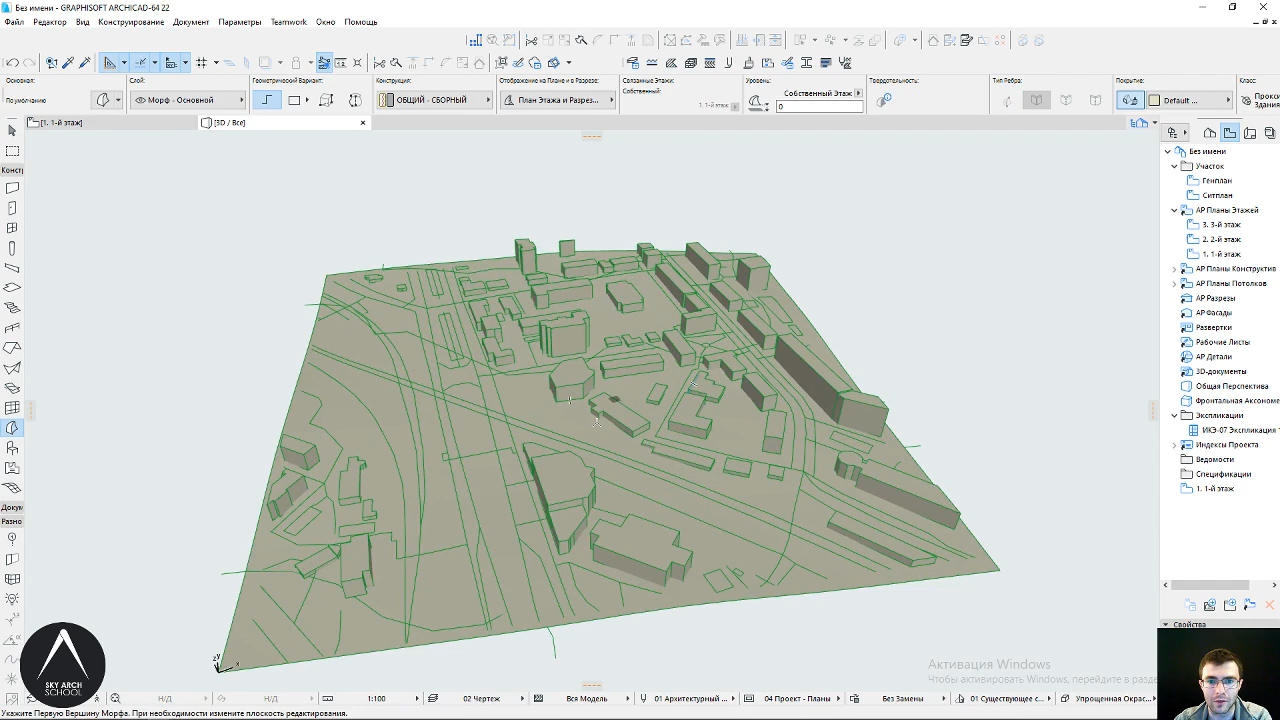 Без имени - GRAPHISOFT ARCHICAD-64 22
Файл Редактор Вид Конструирование Документ Параметры Teamwork Окно Помощь
Основная: Слой: Геометрический Вариант: Конструкция: Отображение на Плане и Разрезе: Связанные Этажи: Уровень: Твердотельность: Тип Ребра: Покрытие: Класс
По умолчанию Морф - Основной ОБЩИЙ - СБОРНЫЙ План Этажа и Разрез... Собственный: Собственный Этаж Default ... Прокси
1. 1-й этаж 0
[1. 1-й этаж] [3D / Все]
Констр
Докум
Разно
Без имени
Участок
Генплан
Ситплан
АР Планы Этажей
3. 3-й этаж
2. 2-й этаж
1. 1-й этаж
АР Планы Конструктив
АР Планы Потолков
АР Разрезы
АР Фасады
Развертки
Рабочие Листы
АР Детали
3D-документы
Общая Перспектива
Фронтальная Аксономе
Экспликации
ИКЭ-07 Экспликация
Индексы Проекта
Ведомости
Спецификации
1. 1-й этаж
Свойства
z y x
SKY ARCH
SCHOOL
Активация Windows
Чтобы активировать Windows, перейдите в разде
Н/Д Н/Д 1:100 02 Чертеж Вся Модель 01 Архитектурный ... 04 Проект - Планы Без Замены 01 Существующее с... Упрощенная Окрас...
Укажите Первую Вершину Морфа. При необходимости измените плоскость редактирования.